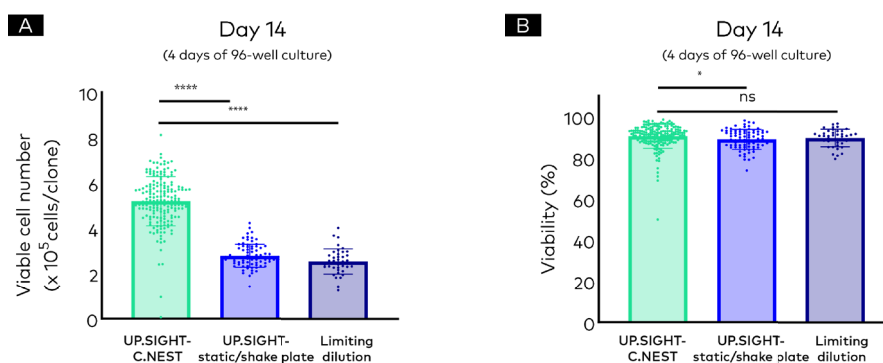 A
Day 14
(4 days of 96-well culture)
****
****
Viable cell number
(x 10⁵cells/clone)
10
8
6
4
2
0
UP.SIGHT-
C.NEST
UP.SIGHT-
static/shake plate
Limiting
dilution
B
Day 14
(4 days of 96-well culture)
*
ns
Viability (%)
100
80
60
40
20
0
UP.SIGHT-
C.NEST
UP.SIGHT-
static/shake plate
Limiting
dilution